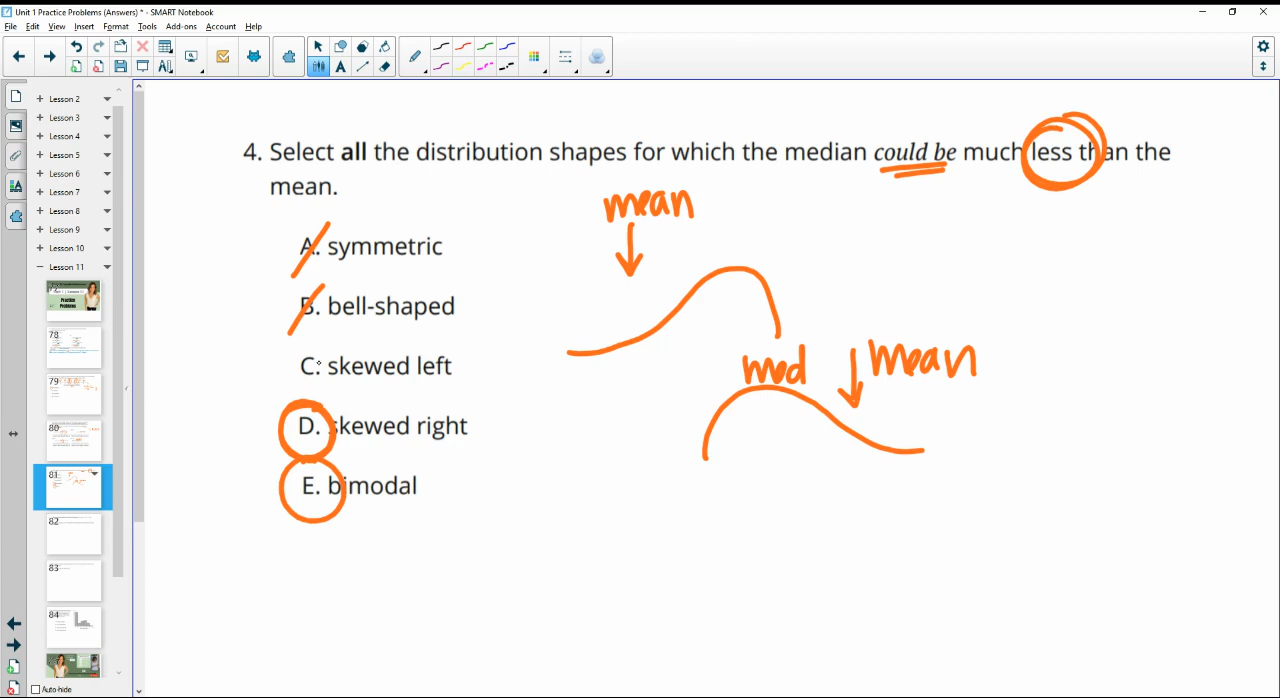 Unit 1 Practice Problems (Answers) * - SMART Notebook
File Edit View Insert Format Tools Add-ons Account Help
Lesson 2
Lesson 3
Lesson 4
Lesson 5
Lesson 6
Lesson 7
Lesson 8
Lesson 9
Lesson 10
Lesson 11
Practice
Problems
78
79
80
81
82
83
84
Auto-hide
4. Select all the distribution shapes for which the median could be much less than the
mean.
mean
A. symmetric
B. bell-shaped
C. skewed left
med
mean
D. skewed right
E. bimodal